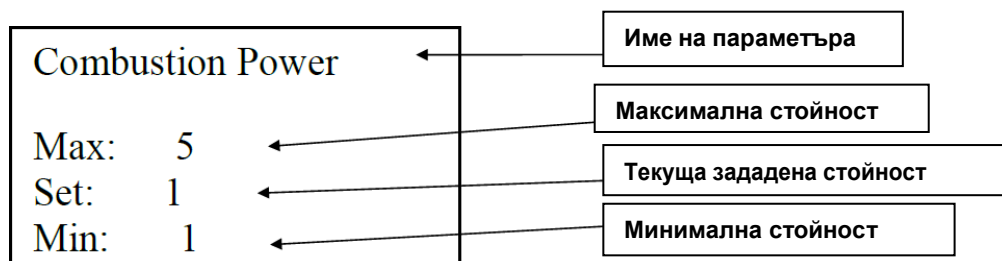 Combustion Power
Име на параметъра
Максимална стойност
Max: 5
Текуща зададена стойност
Set: 1
Минимална стойност
Min: 1